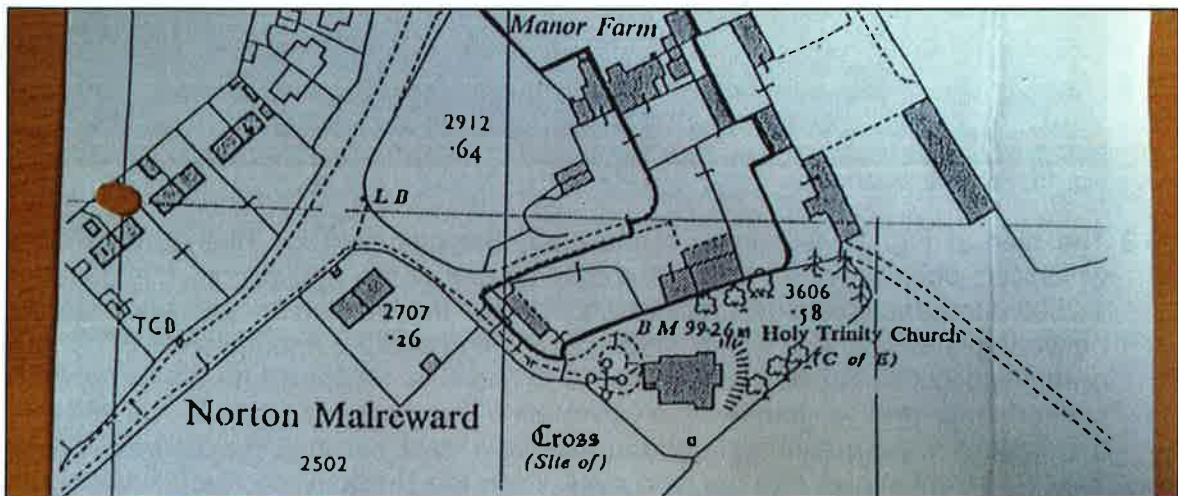 Manor Farm
2912
·64
L B
2707
·26
TCB
3606
·58
B M 99·26m
Holy Trinity Church
(C of E)
Norton Malreward
Cross
(Site of)
2502